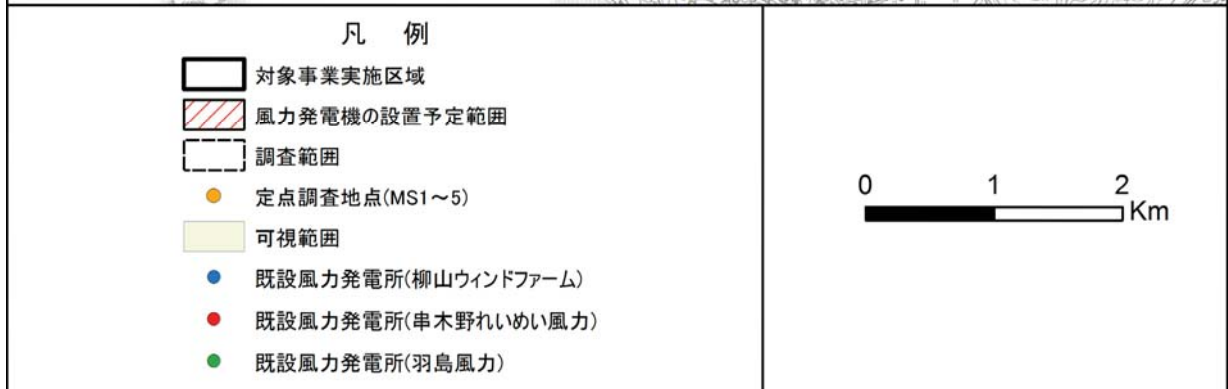 凡 例
対象事業実施区域
風力発電機の設置予定範囲
調査範囲
定点調査地点(MS1～5)
可視範囲
既設風力発電所(柳山ウィンドファーム)
既設風力発電所(串木野れいめい風力)
既設風力発電所(羽島風力)
0 1 2
Km